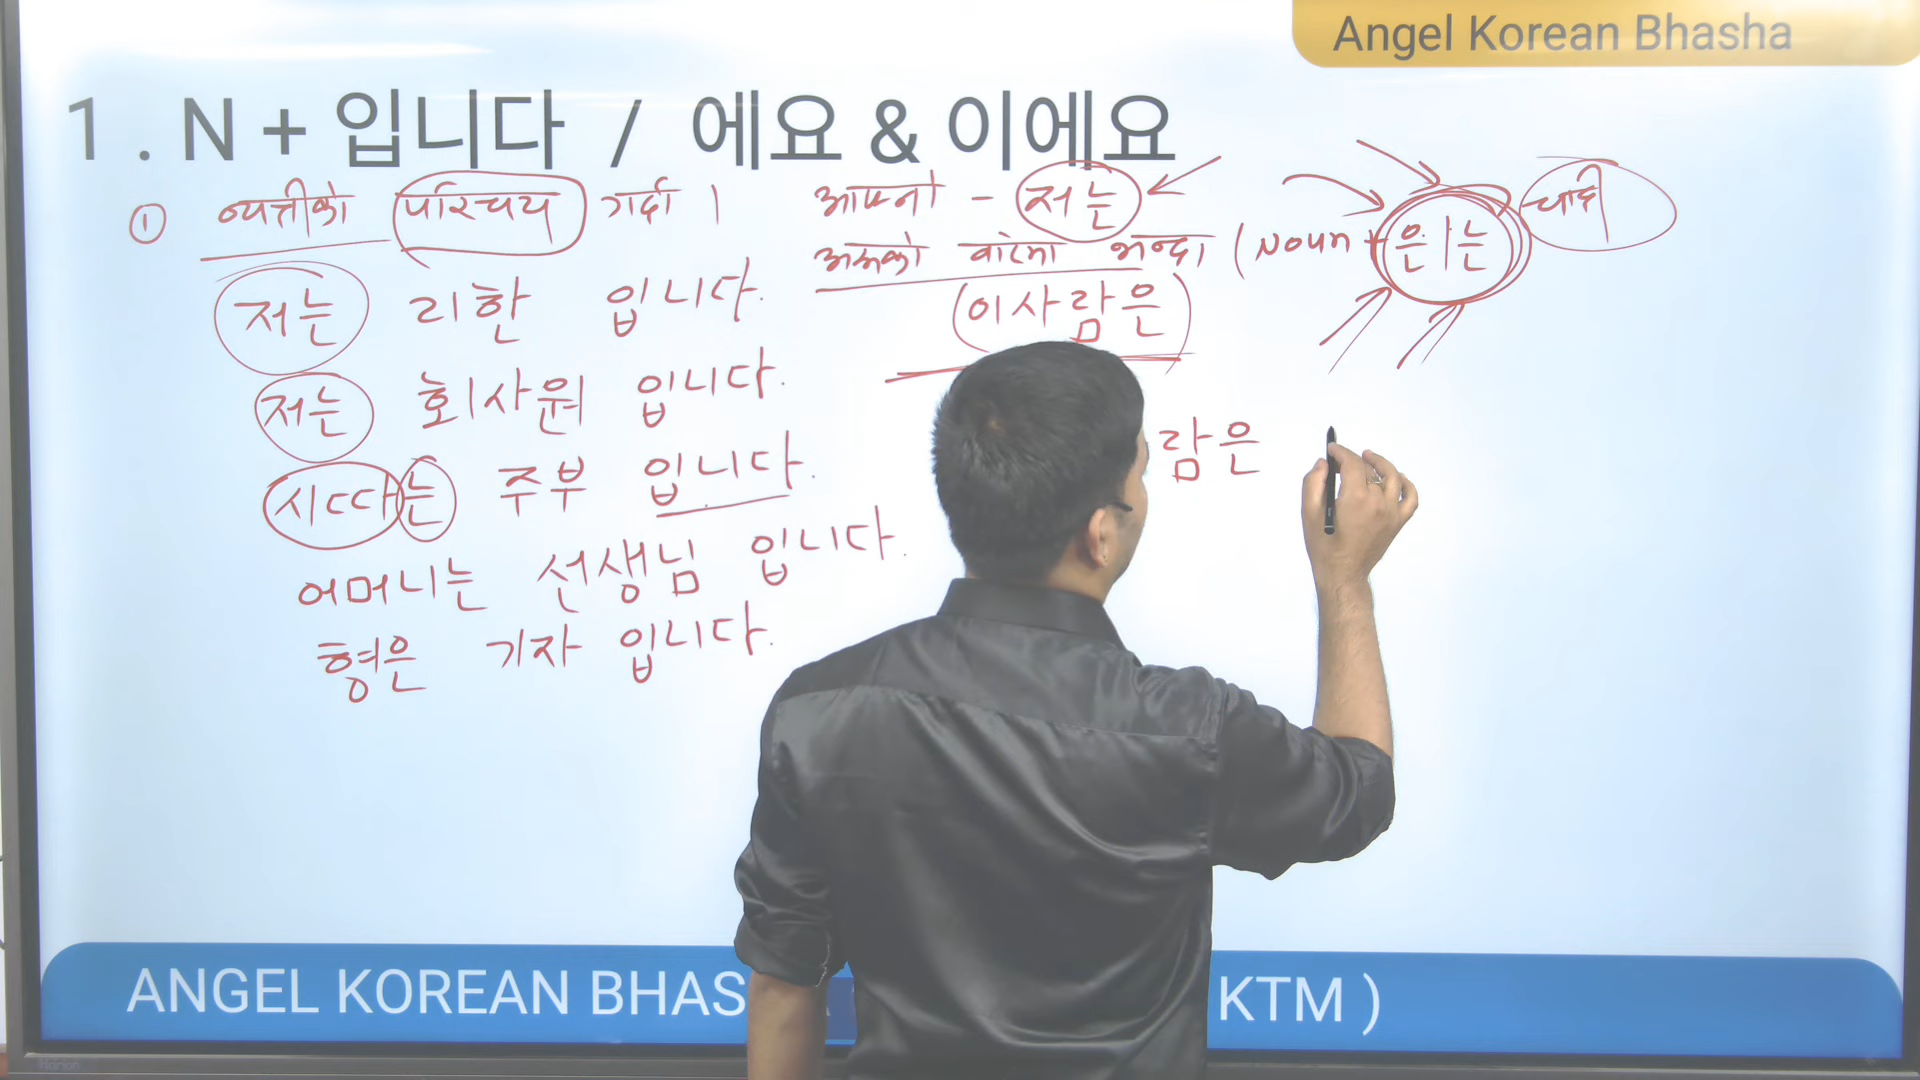 Angel Korean Bhasha
1 . N + 입니다 / 에요 & 이에요
① व्यक्तीको परिचय गर्दा । आफ्नो - 저는
अरुको बारेमा भन्दा (Noun + 은/는
저는 리한 입니다. (이사람은)
저는 회사원 입니다.
시따는 주부 입니다. 람은
어머니는 선생님 입니다.
형은 기자 입니다.
ANGEL KOREAN BHAS KTM )